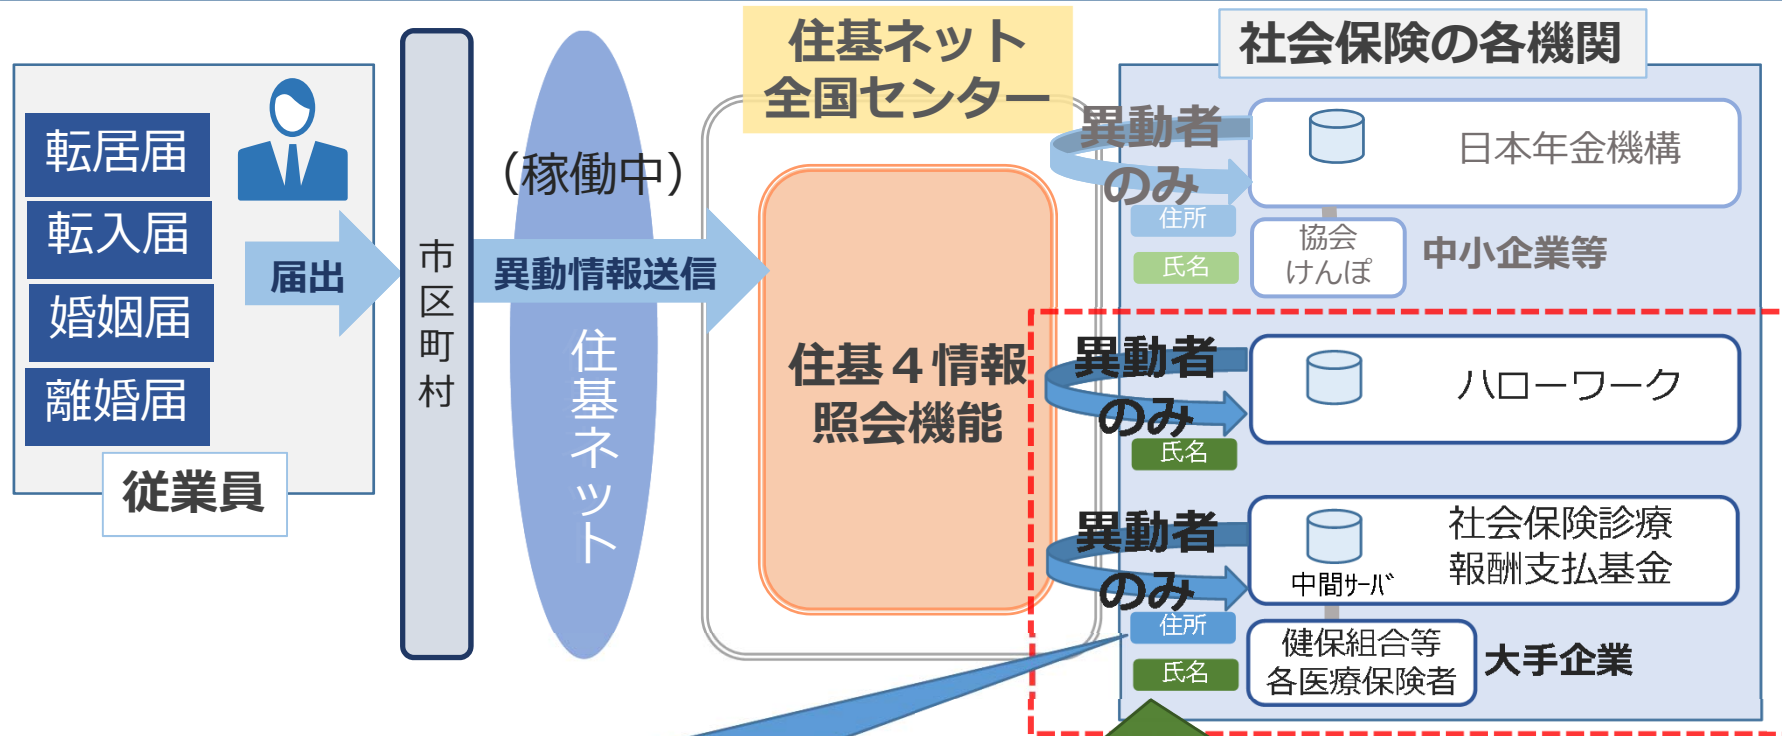 転居届
転入届
婚姻届
離婚届
従業員
届出
市区町村
(稼働中)
異動情報送信
住基ネット
住基ネット
全国センター
住基４情報
照会機能
社会保険の各機関
異動者
のみ
住所
氏名
日本年金機構
協会
けんぽ
中小企業等
異動者
のみ
氏名
ハローワーク
異動者
のみ
住所
氏名
社会保険診療
報酬支払基金
中間ｻｰﾊﾞ
健保組合等
各医療保険者
大手企業